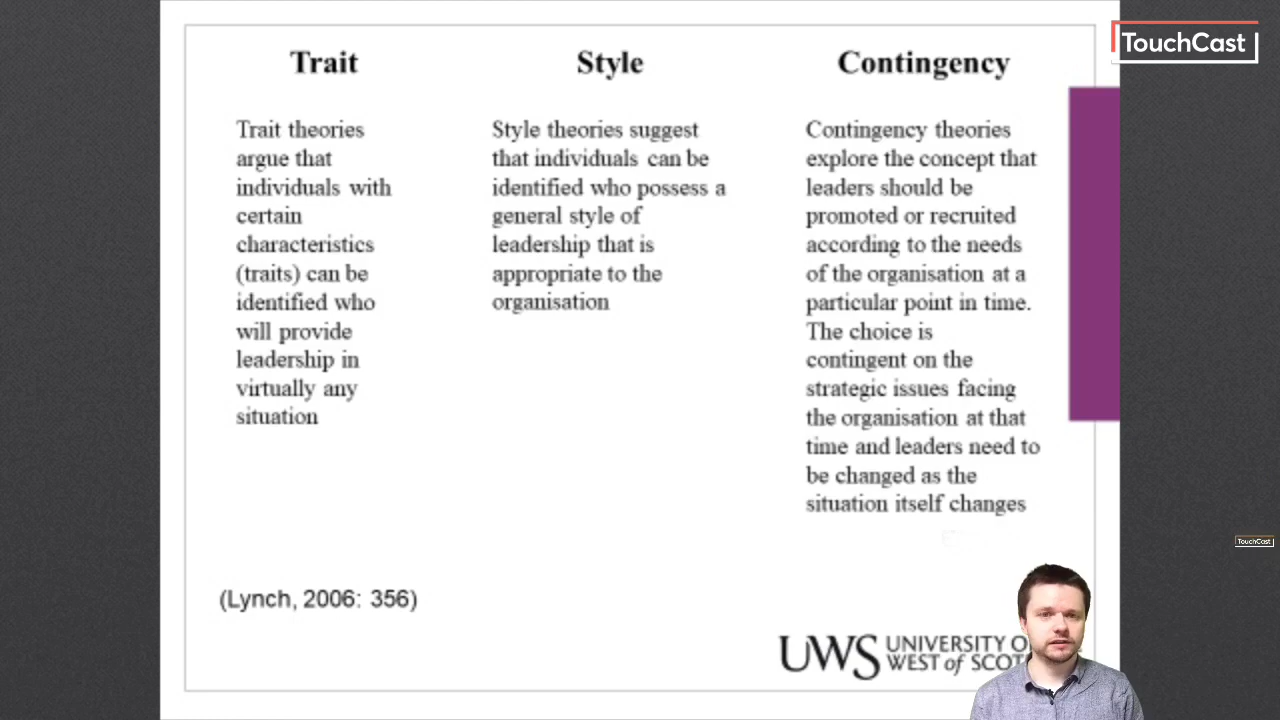 TouchCast
Trait
Style
Contingency
Trait theories
argue that
individuals with
certain
characteristics
(traits) can be
identified who
will provide
leadership in
virtually any
situation
Style theories suggest
that individuals can be
identified who possess a
general style of
leadership that is
appropriate to the
organisation
Contingency theories
explore the concept that
leaders should be
promoted or recruited
according to the needs
of the organisation at a
particular point in time.
The choice is
contingent on the
strategic issues facing
the organisation at that
time and leaders need to
be changed as the
situation itself changes
TouchCast
(Lynch, 2006: 356)
UWS
UNIVERSITY
WEST of